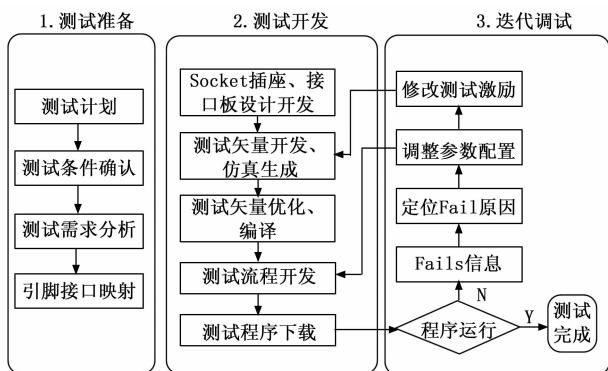 1.测试准备
测试计划
测试条件确认
测试需求分析
引脚接口映射
2.测试开发
Socket插座、接
口板设计开发
测试矢量开发、
仿真生成
测试矢量优化、
编译
测试流程开发
测试程序下载
3.迭代调试
修改测试激励
调整参数配置
定位Fail原因
Fails信息
N
程序运行
Y
测试
完成